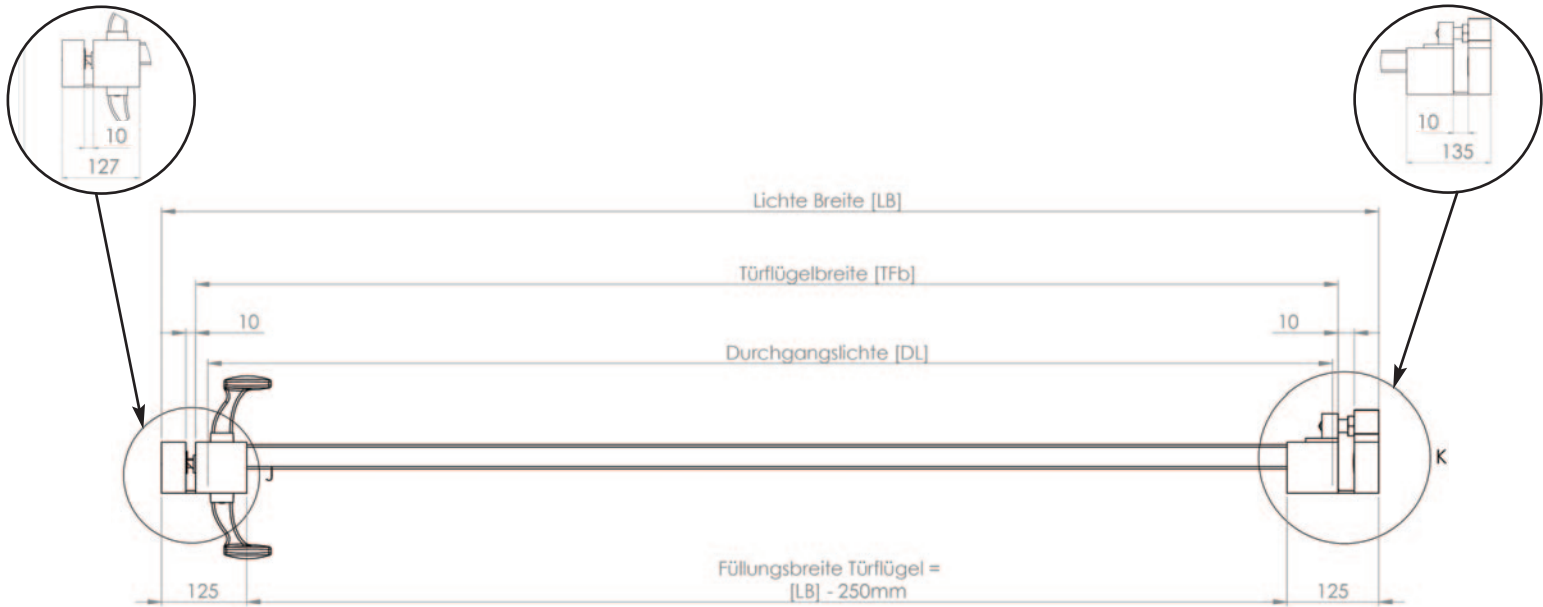 10
127
10
135
Lichte Breite [LB]
Türflügelbreite [TFb]
10
10
Durchgangslichte [DL]
J
K
Füllungsbreite Türflügel =
125
[LB] - 250mm
125